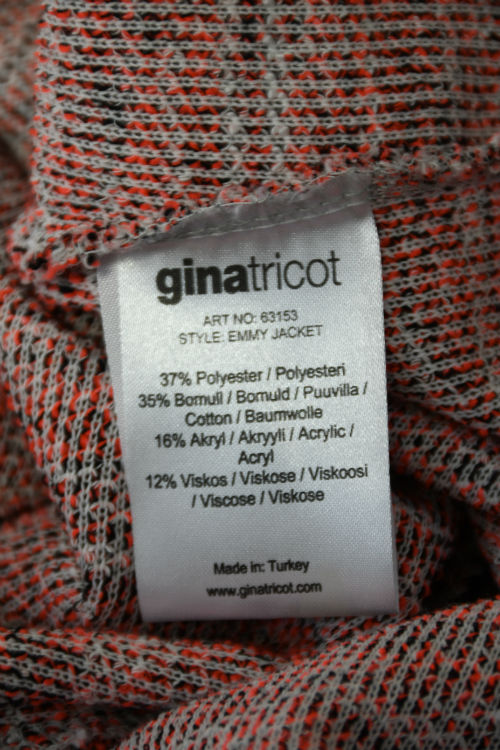 ginatricot
ART NO: 63153
STYLE: EMMY JACKET
37% Polyester / Polyesteri
35% Bomull / Bomuld / Puuvilla /
Cotton / Baumwolle
16% Akryl / Akryyli / Acrylic /
Acryl
12% Viskos / Viskose / Viskoosi
/ Viscose / Viskose
Made in: Turkey
www.ginatricot.com